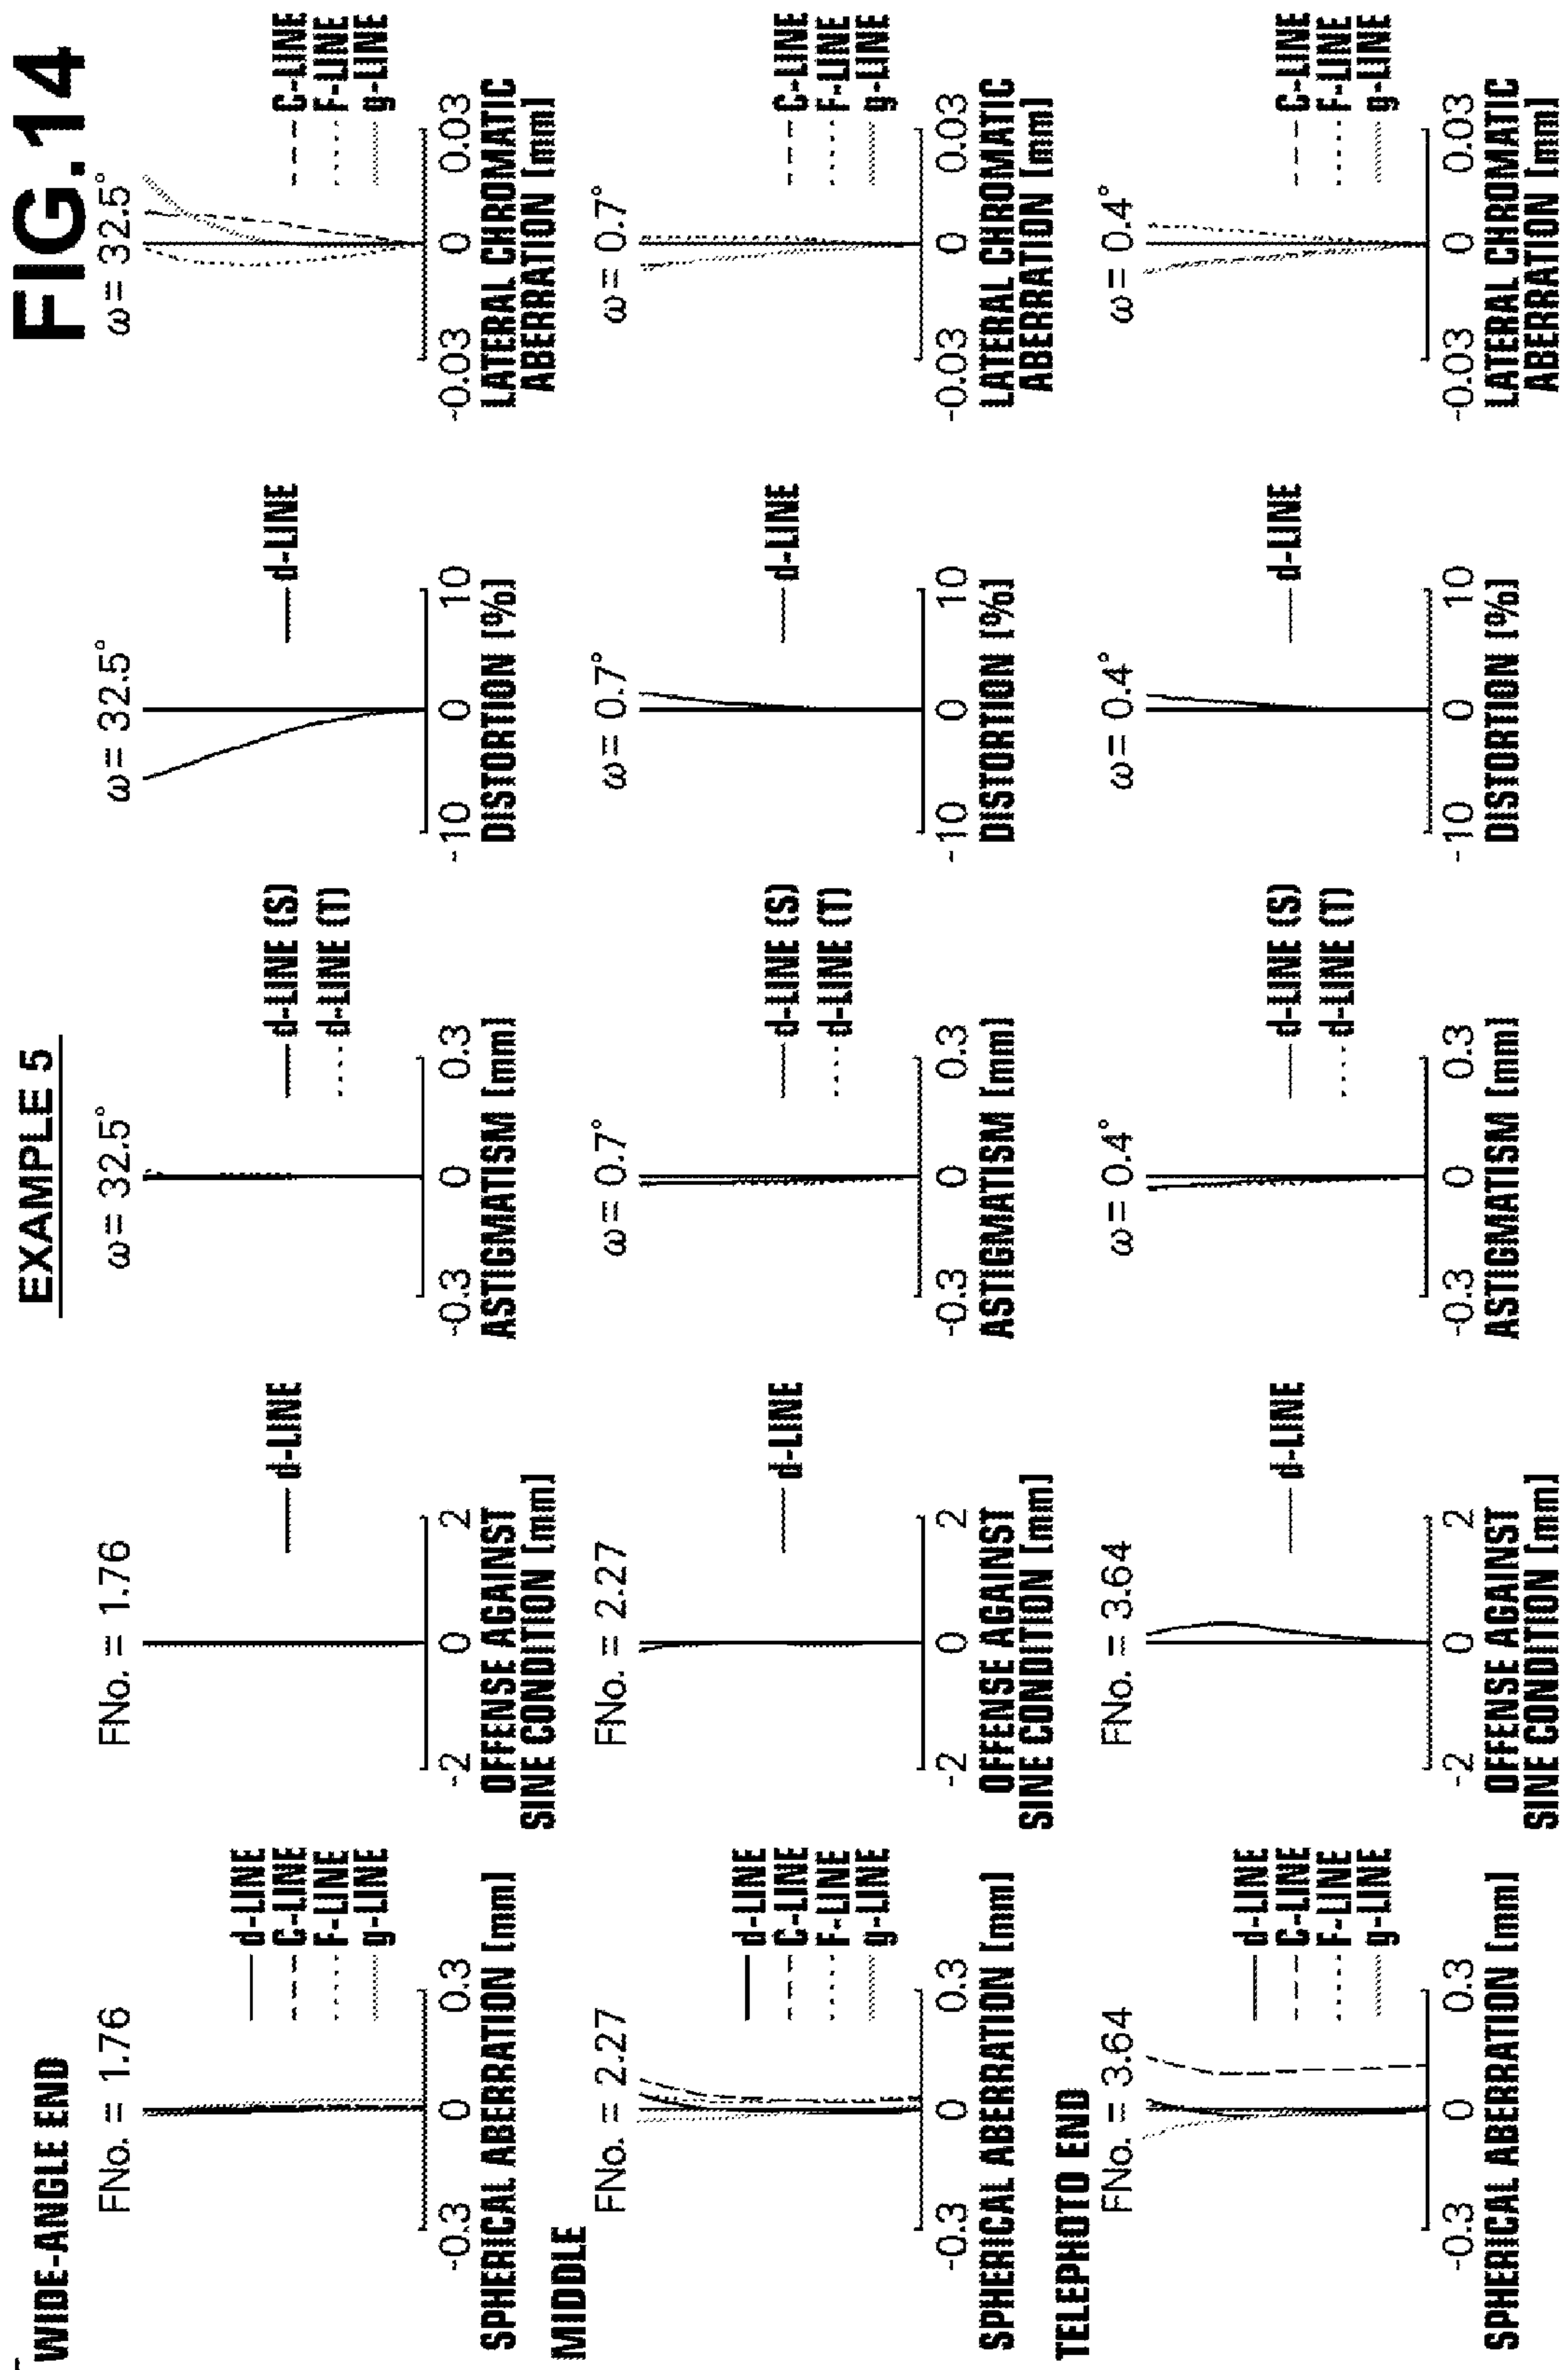 FIG.14
EXAMPLE 5
WIDE-ANGLE END
FNo. = 1.76
d-LINE
C-LINE
F-LINE
g-LINE
-0.3 0 0.3
SPHERICAL ABERRATION [mm]
FNo. = 1.76
d-LINE
-2 0 2
OFFENSE AGAINST
SINE CONDITION [mm]
ω= 32.5°
d-LINE (S)
d-LINE (T)
-0.3 0 0.3
ASTIGMATISM [mm]
ω= 32.5°
d-LINE
-10 0 10
DISTORTION [%]
ω= 32.5°
C-LINE
F-LINE
g-LINE
-0.03 0 0.03
LATERAL CHROMATIC
ABERRATION [mm]
MIDDLE
FNo. = 2.27
d-LINE
C-LINE
F-LINE
g-LINE
-0.3 0 0.3
SPHERICAL ABERRATION [mm]
FNo. = 2.27
d-LINE
-2 0 2
OFFENSE AGAINST
SINE CONDITION [mm]
ω= 0.7°
d-LINE (S)
d-LINE (T)
-0.3 0 0.3
ASTIGMATISM [mm]
ω= 0.7°
d-LINE
-10 0 10
DISTORTION [%]
ω= 0.7°
C-LINE
F-LINE
g-LINE
-0.03 0 0.03
LATERAL CHROMATIC
ABERRATION [mm]
TELEPHOTO END
FNo. = 3.64
d-LINE
C-LINE
F-LINE
g-LINE
-0.3 0 0.3
SPHERICAL ABERRATION [mm]
FNo. = 3.64
d-LINE
-2 0 2
OFFENSE AGAINST
SINE CONDITION [mm]
ω= 0.4°
d-LINE (S)
d-LINE (T)
-0.3 0 0.3
ASTIGMATISM [mm]
ω= 0.4°
d-LINE
-10 0 10
DISTORTION [%]
ω= 0.4°
C-LINE
F-LINE
g-LINE
-0.03 0 0.03
LATERAL CHROMATIC
ABERRATION [mm]